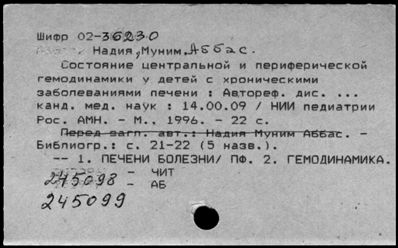 Шифр 02-36230
Надия, Муним Аббас.
Состояние центральной и периферической
гемодинамики у детей с хроническими
заболеваниями печени : Автореф. дис. ...
канд. мед. наук : 14.00.09 / НИИ педиатрии
Рос. АМН. - М., 1996. - 22 с.
Перед загл. авт.: Надия Муним Аббас. -
Библиогр.: с. 21-22 (5 назв.).
-- 1. ПЕЧЕНИ БОЛЕЗНИ/ ПФ. 2. ГЕМОДИНАМИКА.
- ЧИТ
245098 - АБ
245099